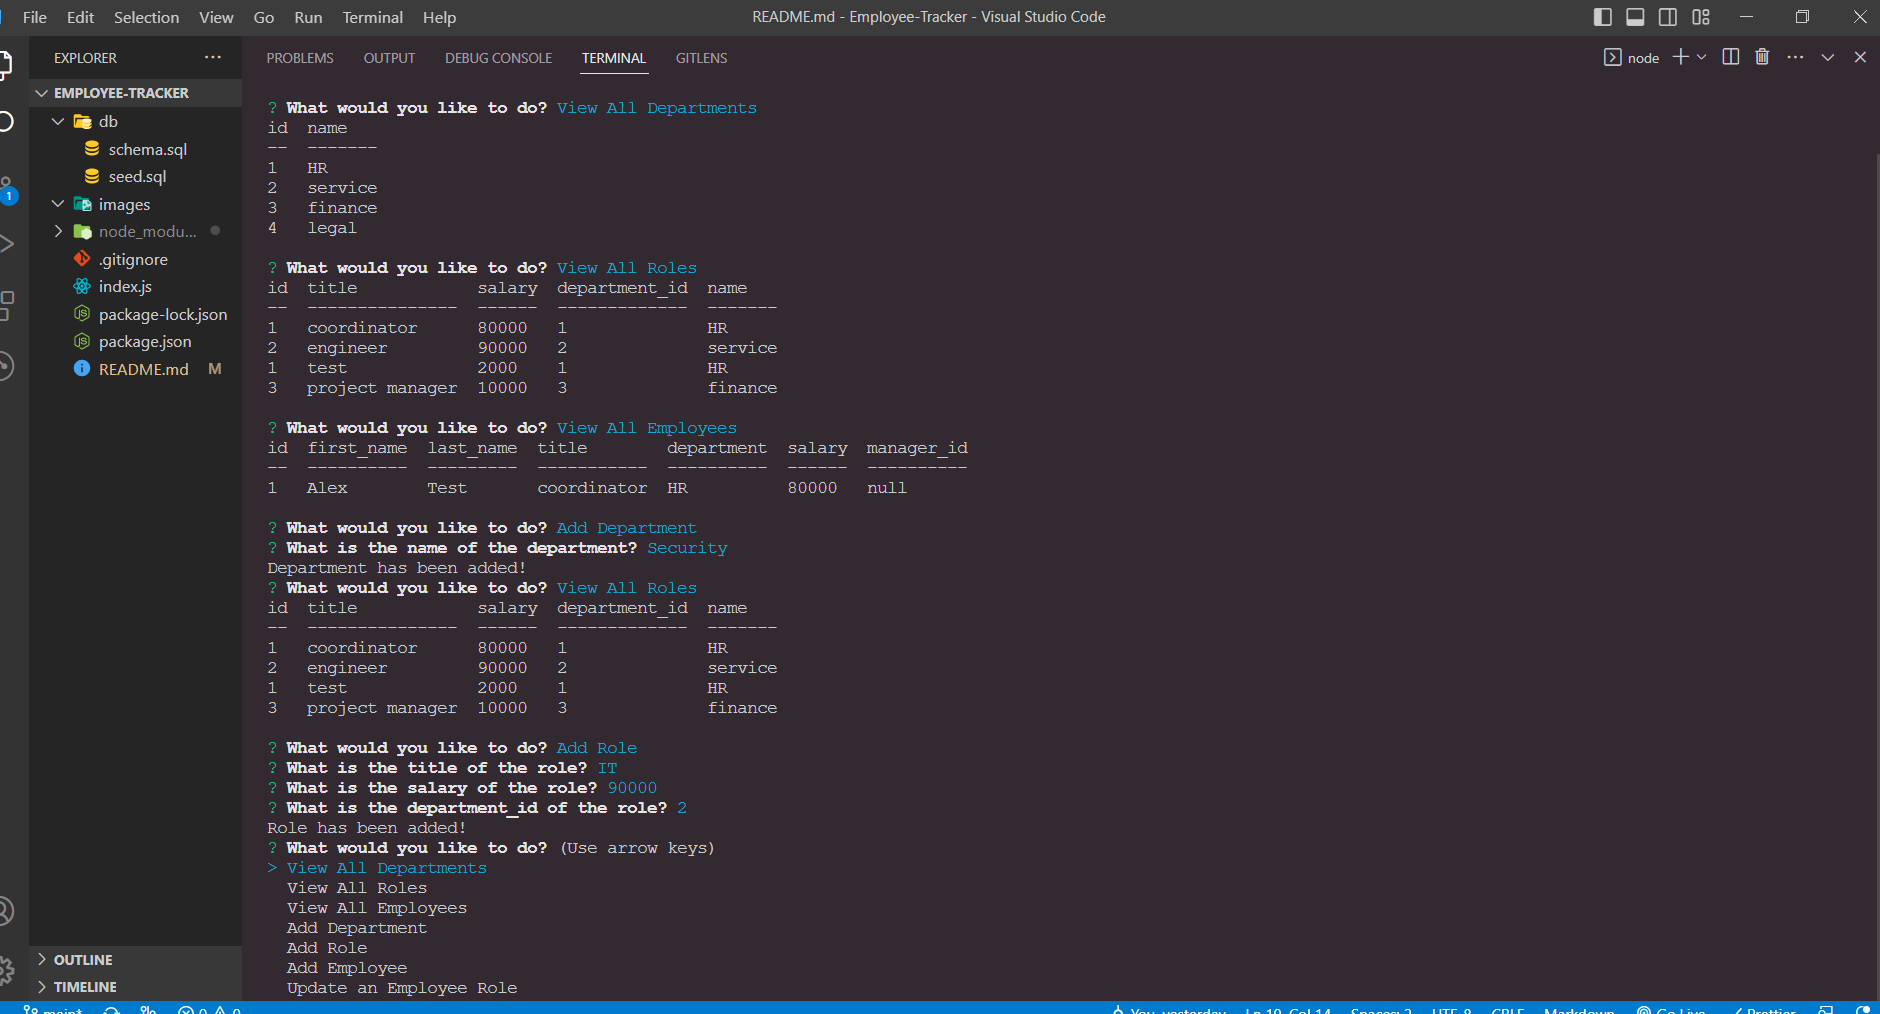 File Edit Selection View Go Run Terminal Help
README.md - Employee-Tracker - Visual Studio Code
EXPLORER
EMPLOYEE-TRACKER
db
schema.sql
seed.sql
images
node_modu...
.gitignore
index.js
package-lock.json
package.json
README.md M
OUTLINE
TIMELINE
1
PROBLEMS OUTPUT DEBUG CONSOLE TERMINAL GITLENS
node
? What would you like to do? View All Departments
id name
-- -------
1 HR
2 service
3 finance
4 legal
? What would you like to do? View All Roles
id title salary department_id name
-- --------------- ------ ------------- -------
1 coordinator 80000 1 HR
2 engineer 90000 2 service
1 test 2000 1 HR
3 project manager 10000 3 finance
? What would you like to do? View All Employees
id first_name last_name title department salary manager_id
-- ---------- --------- ----------- ---------- ------ ----------
1 Alex Test coordinator HR 80000 null
? What would you like to do? Add Department
? What is the name of the department? Security
Department has been added!
? What would you like to do? View All Roles
id title salary department_id name
-- --------------- ------ ------------- -------
1 coordinator 80000 1 HR
2 engineer 90000 2 service
1 test 2000 1 HR
3 project manager 10000 3 finance
? What would you like to do? Add Role
? What is the title of the role? IT
? What is the salary of the role? 90000
? What is the department_id of the role? 2
Role has been added!
? What would you like to do? (Use arrow keys)
> View All Departments
View All Roles
View All Employees
Add Department
Add Role
Add Employee
Update an Employee Role
main* 0 0 You, yesterday Ln 10, Col 14 Spaces: 2 UTF-8 CRLF Markdown Go Live Prettier